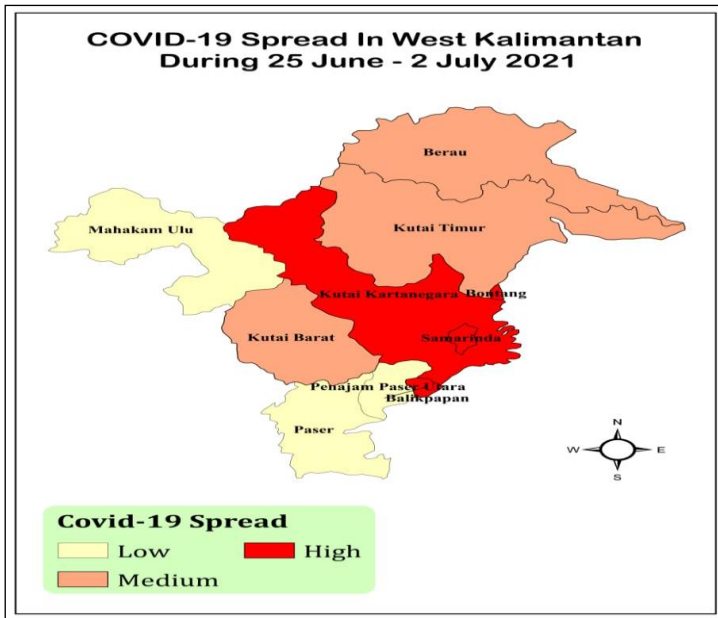 COVID-19 Spread In West Kalimantan
During 25 June - 2 July 2021
Berau
Mahakam Ulu
Kutai Timur
Kutai Kartanegara
Bontang
Kutai Barat
Samarinda
Penajam Paser Utara
Balikpapan
Paser
N
W
E
S
Covid-19 Spread
Low
High
Medium